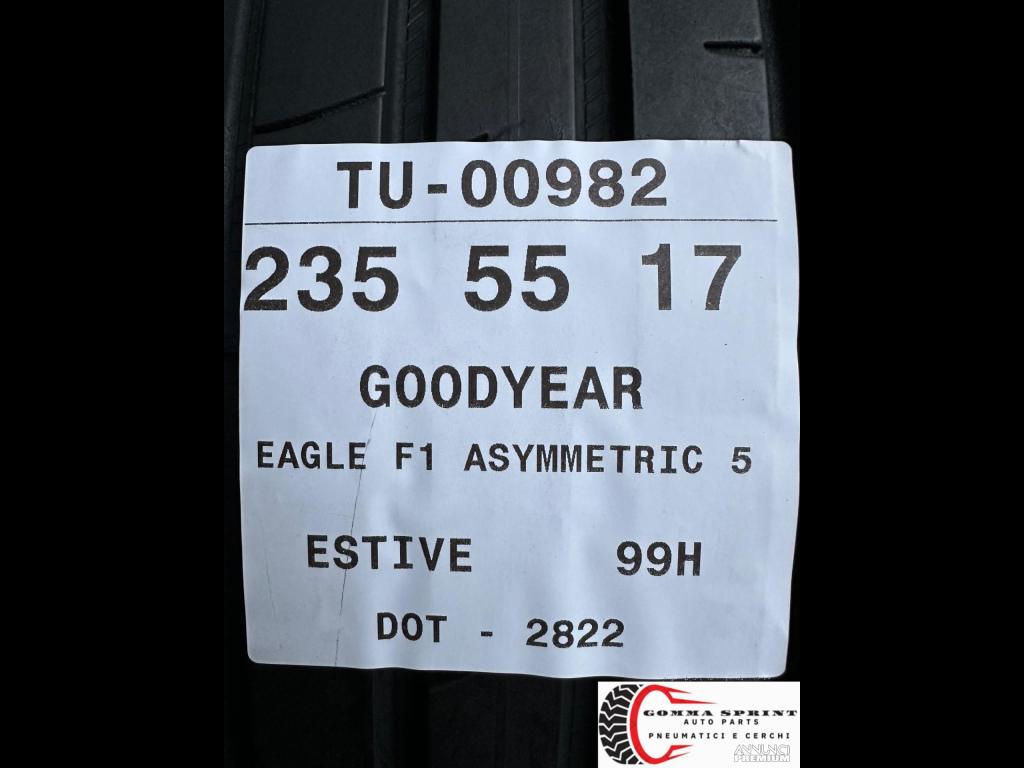 TU-00982
235 55 17
GOODYEAR
EAGLE F1 ASYMMETRIC 5
ESTIVE 99H
DOT - 2822
GOMMA SPRINT
AUTO PARTS
PNEUMATICI E CERCHI
ANNUNCI
PREMIUM